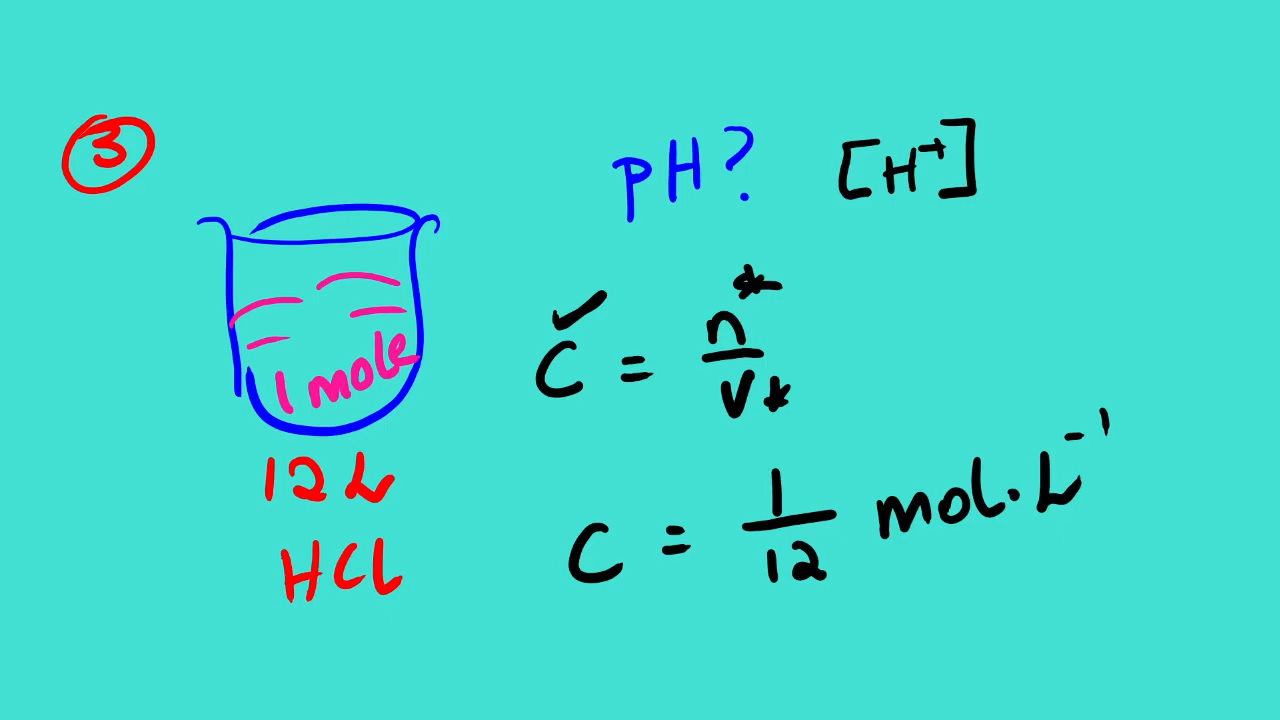 3
pH? [H⁺]
1 mole
12 L
HCl
C = n* / V*
C = 1/12 mol.L⁻¹